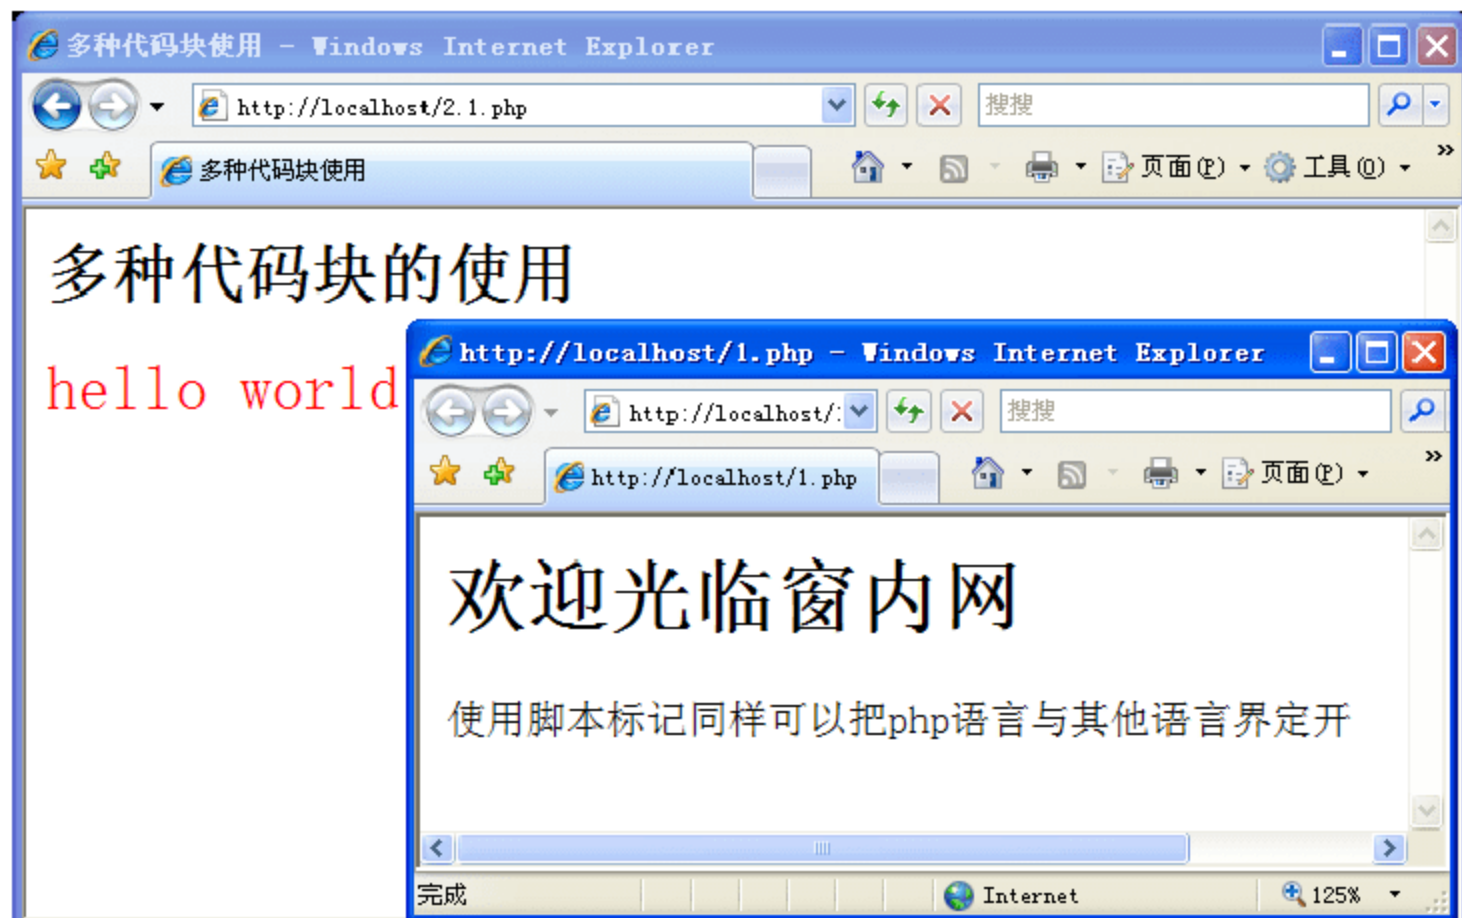 多种代码块使用 - Windows Internet Explorer
http://localhost/2.1.php
搜搜
多种代码块使用
页面(P)
工具(O)
»
多种代码块的使用
hello world
http://localhost/1.php - Windows Internet Explorer
http://localhost/
搜搜
http://localhost/1.php
页面(P)
»
欢迎光临窗内网
使用脚本标记同样可以把php语言与其他语言界定开
完成
Internet
125%